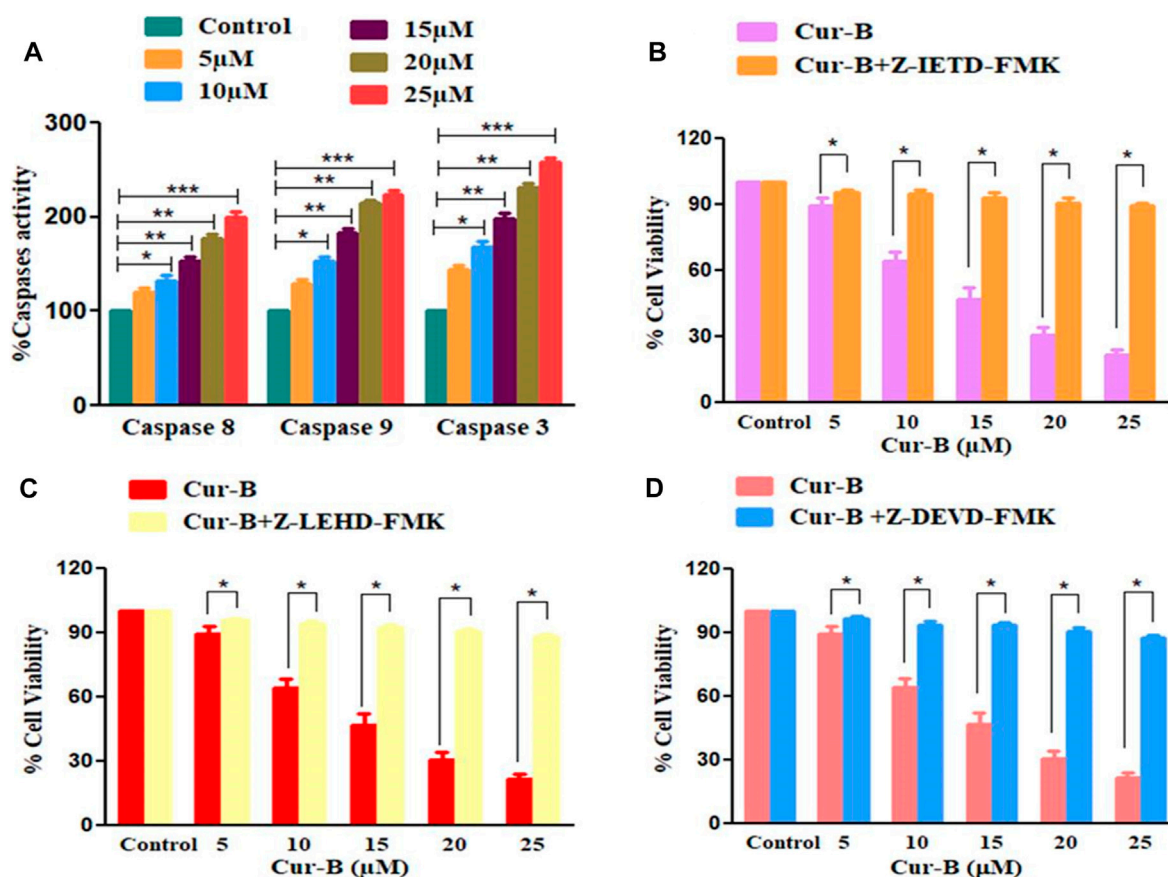 A
Control
5µM
10µM
15µM
20µM
25µM
%Caspases activity
300
200
100
0
***
**
**
*
***
**
**
*
***
**
**
*
Caspase 8 Caspase 9 Caspase 3
B
Cur-B
Cur-B+Z-IETD-FMK
% Cell Viability
120
90
60
30
0
* * * * *
Control 5 10 15 20 25
Cur-B (µM)
C
Cur-B
Cur-B+Z-LEHD-FMK
% Cell Viability
120
90
60
30
0
* * * * *
Control 5 10 15 20 25
Cur-B (µM)
D
Cur-B
Cur-B +Z-DEVD-FMK
% Cell Viability
120
90
60
30
0
* * * * *
Control 5 10 15 20 25
Cur-B (µM)